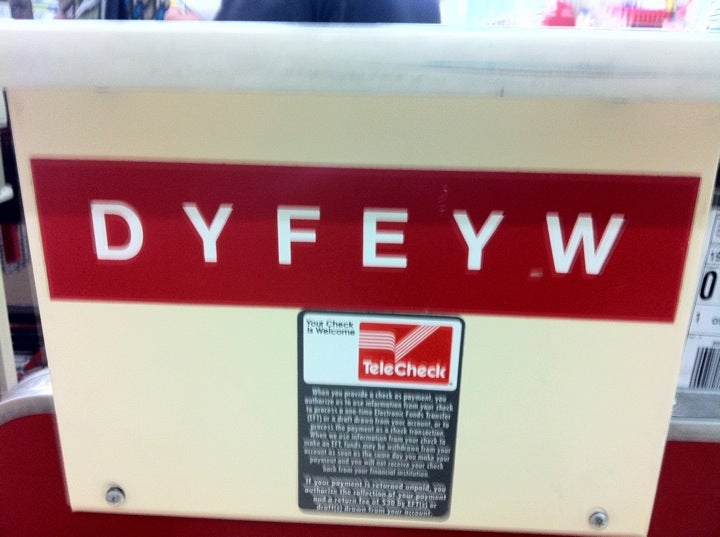 D Y F E Y W
Your Check
Is Welcome
TeleCheck
When you provide a check as payment, you
authorize us to use information from your check
to process a one-time Electronic Funds Transfer
(EFT) or a draft drawn from your account, or to
process the payment as a check transaction.
When we use information from your check to
make an EFT, funds may be withdrawn from your
account as soon as the same day you make your
payment and you will not receive your check
back from your financial institution.
If your payment is returned unpaid, you
authorize the collection of your payment
and a return fee of $30 by EFT(s) or
draft(s) drawn from your account.